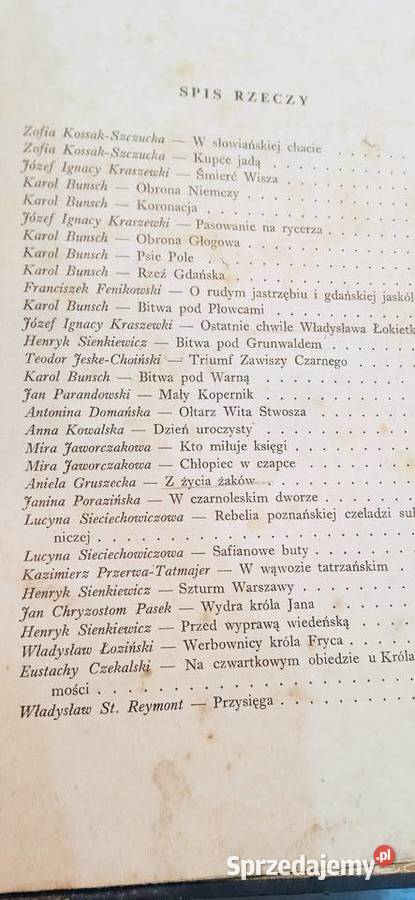 SPIS RZECZY
Zofia Kossak-Szczucka — W słowiańskiej chacie . . . .
Zofia Kossak-Szczucka — Kupce jadą . . . . . . .
Józef Ignacy Kraszewki — Śmierć Wisza . . . . . .
Karol Bunsch — Obrona Niemczy . . . . . . . .
Karol Bunsch — Koronacja . . . . . . . . . .
Józef Ignacy Kraszewki — Pasowanie na rycerza . . .
Karol Bunsch — Obrona Głogowa . . . . . . . .
Karol Bunsch — Psie Pole . . . . . . . . . .
Karol Bunsch — Rzeź Gdańska . . . . . . . . .
Franciszek Fenikowski — O rudym jastrzębiu i gdańskiej jaskół
Karol Bunsch — Bitwa pod Płowcami . . . . . . .
Józef Ignacy Kraszewki — Ostatnie chwile Władysława Łokietk
Henryk Sienkiewicz — Bitwa pod Grunwaldem . . . .
Teodor Jeske-Choiński — Triumf Zawiszy Czarnego . . .
Karol Bunsch — Bitwa pod Warną . . . . . . . .
Jan Parandowski — Mały Kopernik . . . . . . . .
Antonina Domańska — Ołtarz Wita Stwosza . . . . .
Anna Kowalska — Dzień uroczysty . . . . . . . .
Mira Jaworczakowa — Kto miłuje księgi . . . . . .
Mira Jaworczakowa — Chłopiec w czapce . . . . . .
Aniela Gruszecka — Z życia żaków . . . . . . . .
Janina Porazińska — W czarnoleskim dworze . . . . .
Lucyna Sieciechowiczowa — Rebelia poznańskiej czeladzi suk
niczej . . . . . . . . . . . . . . .
Lucyna Sieciechowiczowa — Safianowe buty . . . . .
Kazimierz Przerwa-Tatmajer — W wąwozie tatrzańskim .
Henryk Sienkiewicz — Szturm Warszawy . . . . . .
Jan Chryzostom Pasek — Wydra króla Jana . . . . .
Henryk Sienkiewicz — Przed wyprawą wiedeńską . . .
Władysław Łoziński — Werbownicy króla Fryca . . . .
Eustachy Czekalski — Na czwartkowym obiedzie u Króla
mości . . . . . . . . . . . . . . .
Władysław St. Reymont — Przysięga . . . . . . .
Sprzedajemy.pl